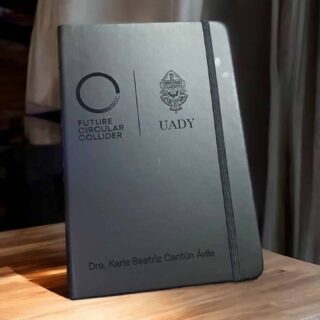 FUTURE
CIRCULAR
COLLIDER
UADY
Dra. Karla Beatriz Cantún Ávila